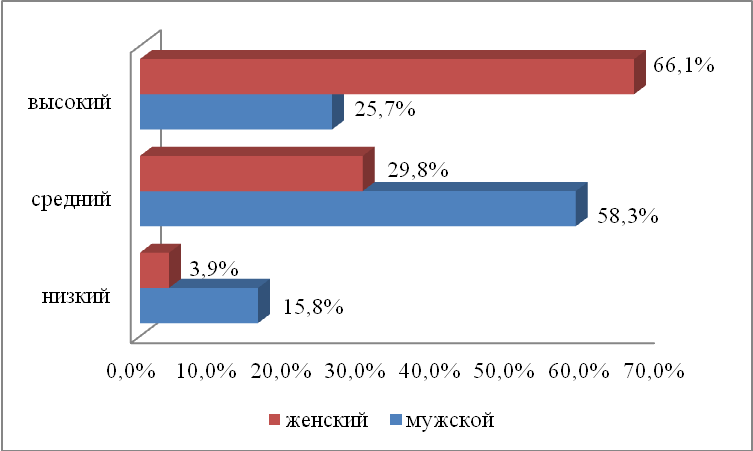 66,1%
высокий
25,7%
29,8%
средний
58,3%
3,9%
низкий
15,8%
0,0% 10,0% 20,0% 30,0% 40,0% 50,0% 60,0% 70,0%
женский мужской